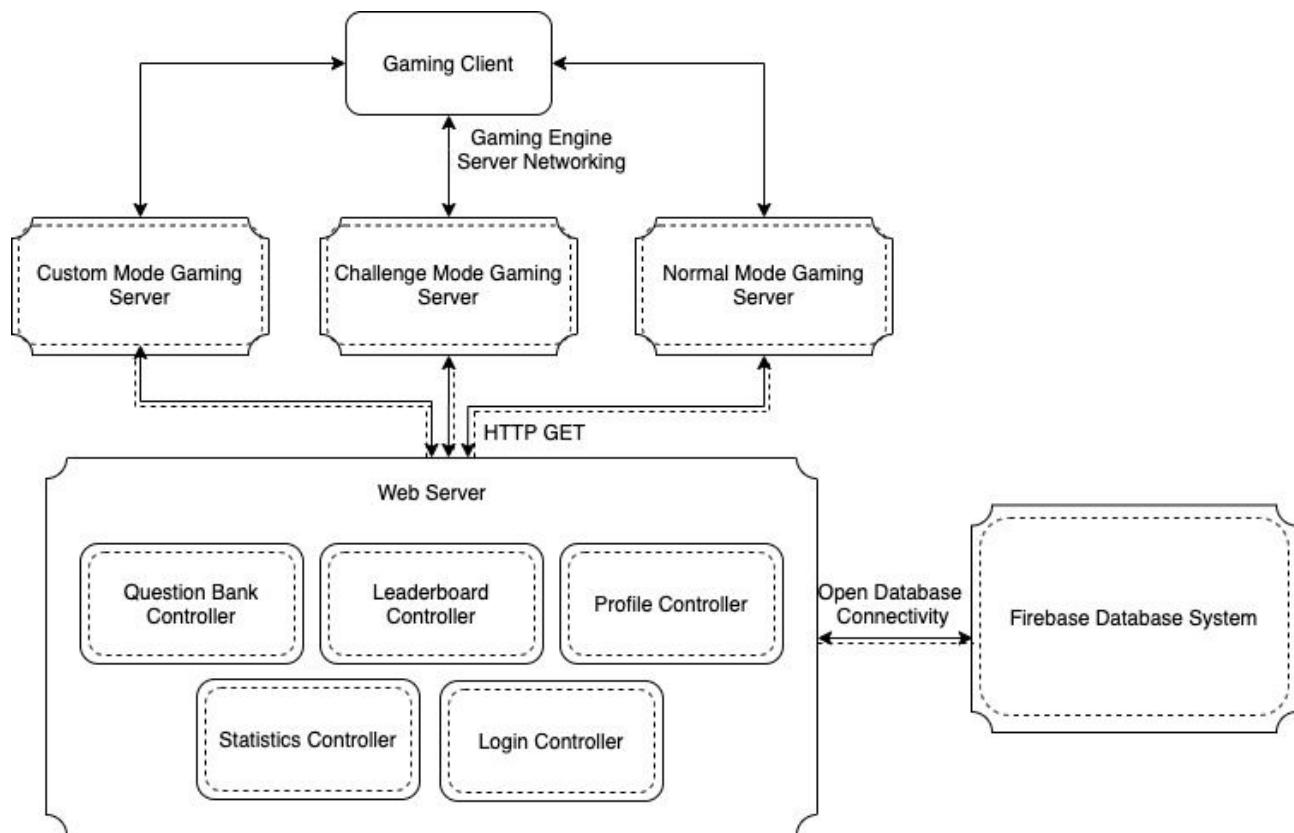 Gaming Client
Gaming Engine
Server Networking
Custom Mode Gaming
Server
Challenge Mode Gaming
Server
Normal Mode Gaming
Server
HTTP GET
Web Server
Question Bank
Controller
Leaderboard
Controller
Profile Controller
Statistics Controller
Login Controller
Open Database
Connectivity
Firebase Database System